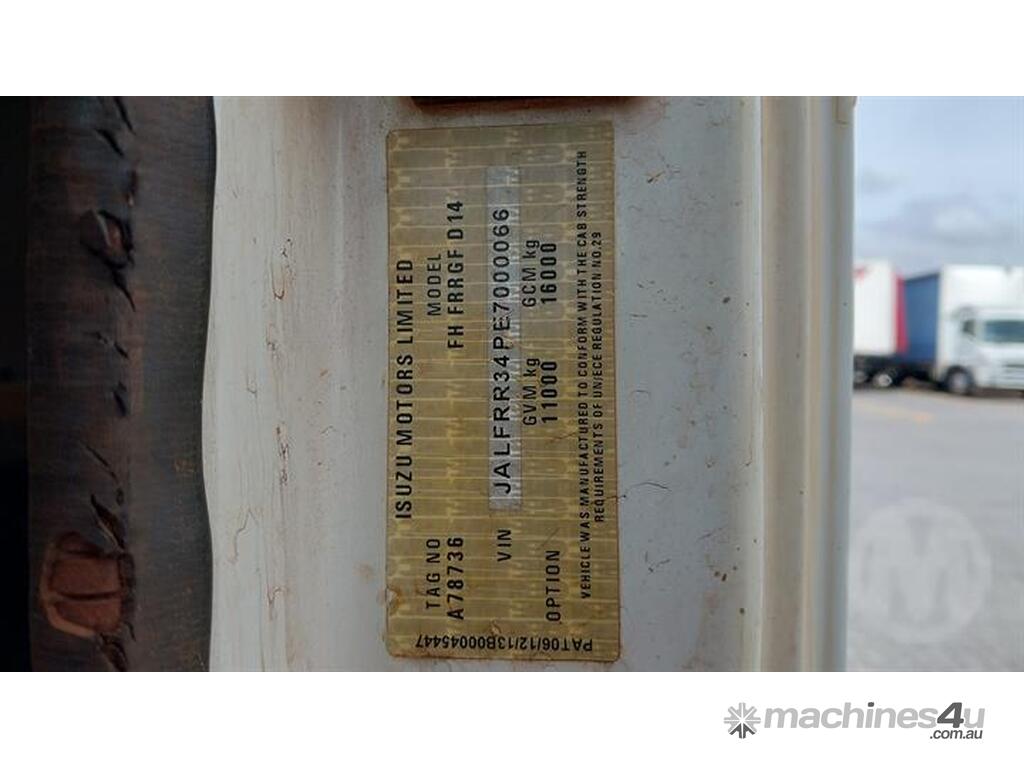 ISUZU MOTORS LIMITED
TAG NO
A78736
MODEL
FH FRRGF D14
VIN
JALFRR34PE7000066
GVM kg
11000
GCM kg
16000
OPTION
VEHICLE WAS MANUFACTURED TO CONFORM WITH THE CAB STRENGTH
REQUIREMENTS OF UN/ECE REGULATION NO.29
PAT06/12/13B00045447
M
machines4u
.com.au